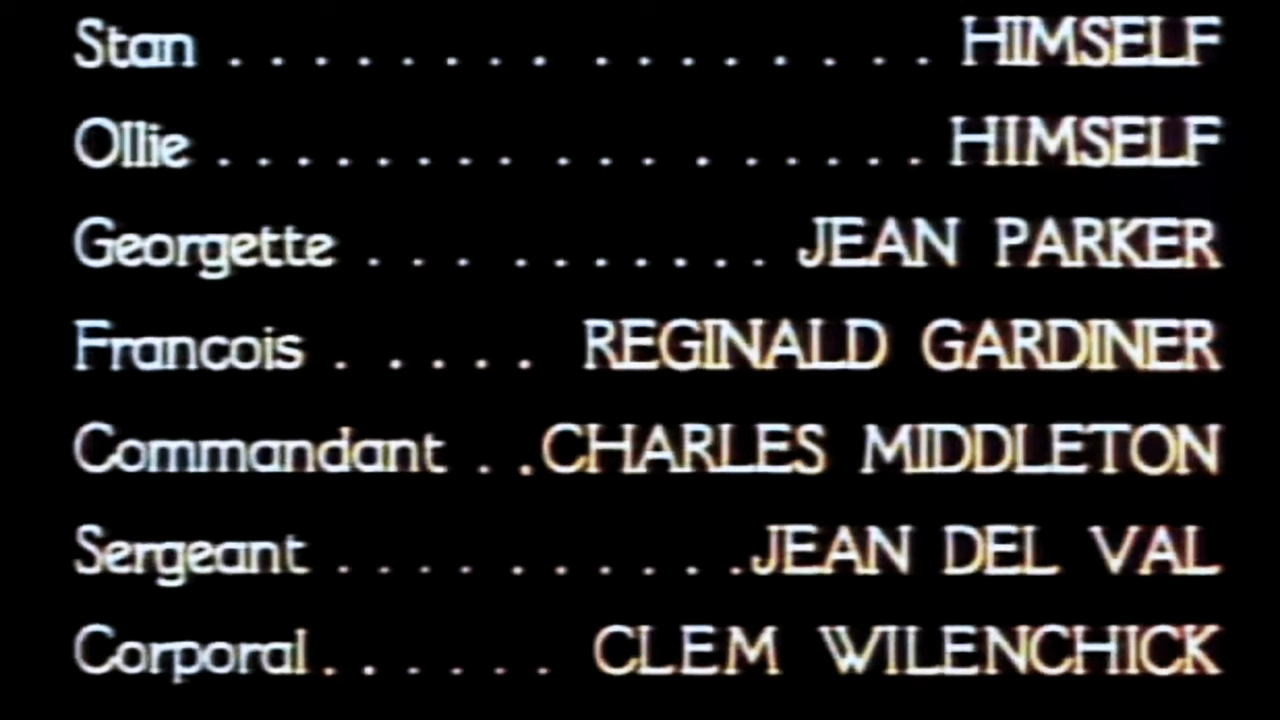 Stan . . . . . . . . . . . . . . . . HIMSELF
Ollie . . . . . . . . . . . . . . . . HIMSELF
Georgette . . . . . . . . . . JEAN PARKER
Francois . . . . . REGINALD GARDINER
Commandant . . CHARLES MIDDLETON
Sergeant . . . . . . . . . . JEAN DEL VAL
Corporal . . . . . . CLEM WILENCHICK